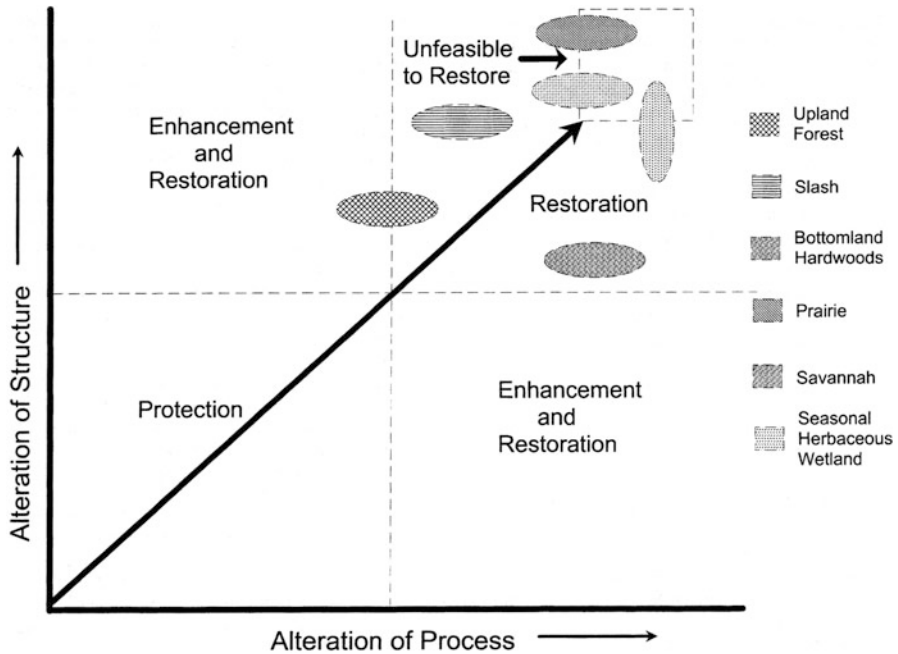 Unfeasible
to Restore
Enhancement
and
Restoration
Restoration
Protection
Enhancement
and
Restoration
Alteration of Structure
Alteration of Process
Upland
Forest
Slash
Bottomland
Hardwoods
Prairie
Savannah
Seasonal
Herbaceous
Wetland